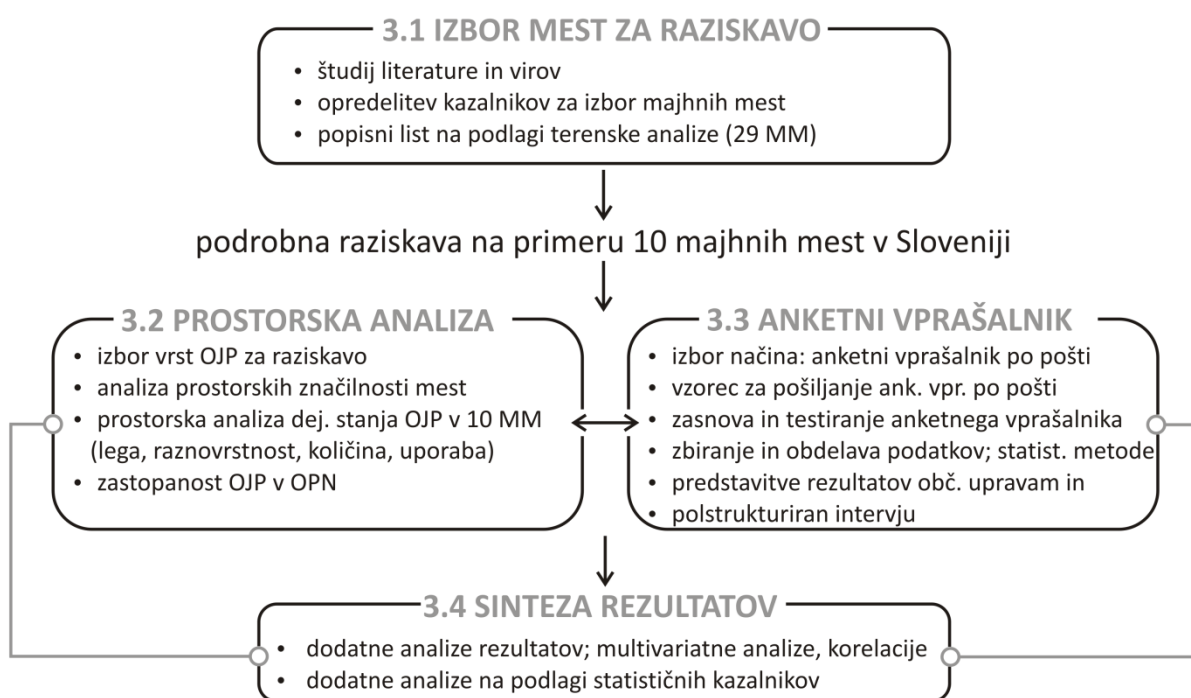 3.1 IZBOR MEST ZA RAZISKAVO
• študij literature in virov
• opredelitev kazalnikov za izbor majhnih mest
• popisni list na podlagi terenske analize (29 MM)
podrobna raziskava na primeru 10 majhnih mest v Sloveniji
3.2 PROSTORSKA ANALIZA
• izbor vrst OJP za raziskavo
• analiza prostorskih značilnosti mest
• prostorska analiza dej. stanja OJP v 10 MM
(lega, raznovrstnost, količina, uporaba)
• zastopanost OJP v OPN
3.3 ANKETNI VPRAŠALNIK
• izbor načina: anketni vprašalnik po pošti
• vzorec za pošiljanje ank. vpr. po pošti
• zasnova in testiranje anketnega vprašalnika
• zbiranje in obdelava podatkov; statist. metode
• predstavitve rezultatov obč. upravam in
• polstrukturiran intervju
3.4 SINTEZA REZULTATOV
• dodatne analize rezultatov; multivariatne analize, korelacije
• dodatne analize na podlagi statističnih kazalnikov